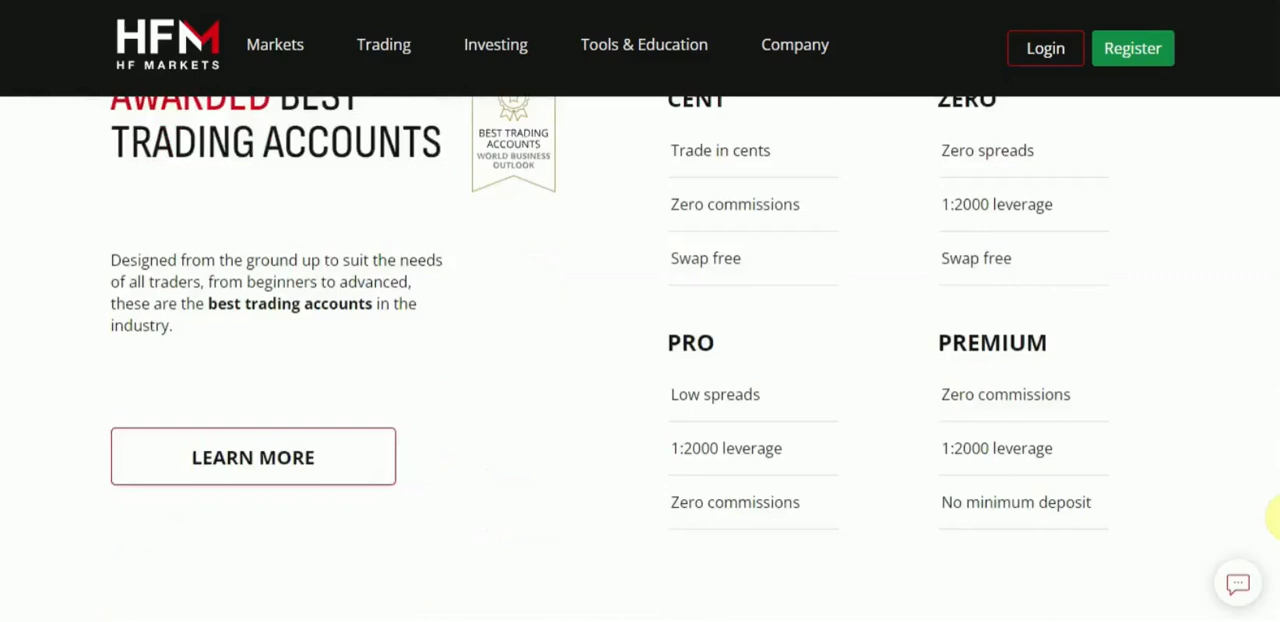 HFM
HF MARKETS
Markets
Trading
Investing
Tools & Education
Company
Login
Register
AWARDED BEST
TRADING ACCOUNTS
BEST TRADING
ACCOUNTS
WORLD BUSINESS
OUTLOOK
Designed from the ground up to suit the needs
of all traders, from beginners to advanced,
these are the best trading accounts in the
industry.
LEARN MORE
CENT
Trade in cents
Zero commissions
Swap free
ZERO
Zero spreads
1:2000 leverage
Swap free
PRO
Low spreads
1:2000 leverage
Zero commissions
PREMIUM
Zero commissions
1:2000 leverage
No minimum deposit